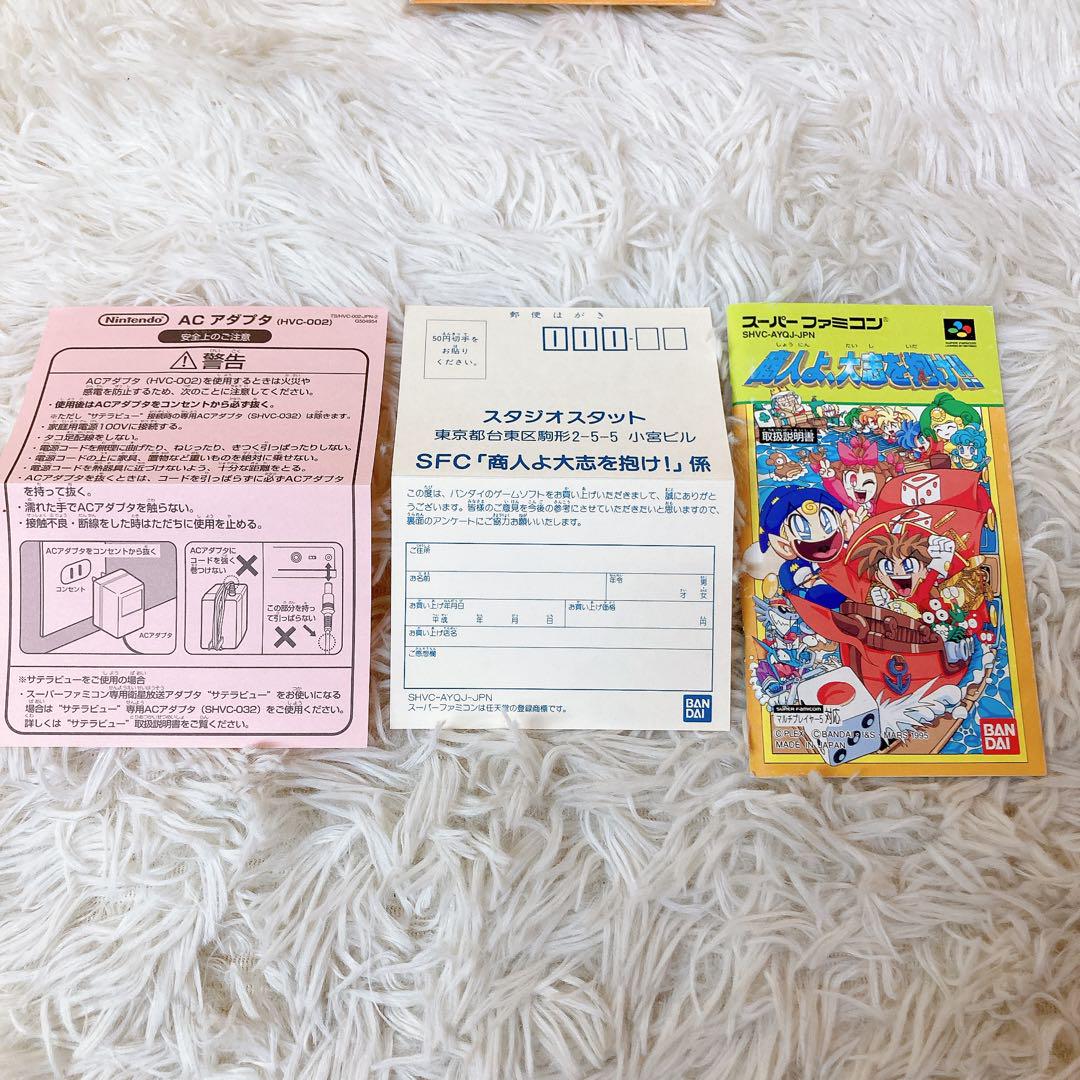 Nintendo AC アダプタ (HVC-002)
TS/HVC-002-JPN-2
G504954
安全上のご注意
警告
ACアダプタ (HVC-002)を使用するときは火災や
感電を防止するため、次のことに注意してください。
・使用後はACアダプタをコンセントから必ず抜く。
※ただし “サテラビュー” 接続時の専用ACアダプタ (SHVC-032) は除きます。
・家庭用電源100Vに接続する。
・タコ足配線をしない。
・電源コードを無理に曲げたり、ねじったり、きつく引っぱったりしない。
・電源コードの上に家具、置物など重いものを絶対に乗せない。
・電源コードを熱器具に近づけないよう、十分な距離をとる。
・ACアダプタを抜くときは、コードを引っぱらずに必ずACアダプタ
を持って抜く。
・濡れた手でACアダプタを触らない。
・接触不良・断線をした時はただちに使用を止める。
ACアダプタをコンセントから抜く
コンセント
ACアダプタ
ACアダプタに
コードを強く
巻つけない
この部分を持っ
て引っぱらない
※サテラビューをご使用の場合
・スーパーファミコン専用衛星放送アダプタ “サテラビュー” をお使いになる
場合は “サテラビュー” 専用ACアダプタ (SHVC-032) をご使用ください。
詳しくは “サテラビュー” 取扱説明書をご覧ください。
郵便はがき
50円切手を
お貼り
ください。
スタジオスタット
東京都台東区駒形2-5-5 小宮ビル
SFC「商人よ大志を抱け!」係
この度は、バンダイのゲームソフトをお買い上げいただきまして、誠にありがと
うございます。皆様のご意見を今後の参考にさせていただきたいと思いますので、
裏面のアンケートにご協力お願いいたします。
ご住所
お名前
年令
才
男
女
お買い上げ年月日
平成 年 月 日
お買い上げ価格
円
お買い上げ店名
ご感想欄
SHVC-AYQJ-JPN
スーパーファミコンは任天堂の登録商標です。
BAN
DAI
スーパーファミコン®
SHVC-AYQJ-JPN
しょうにん たいし いだ
商人よ、大志を抱け!!
取扱説明書
SUPER FAMICOM
マルチプレイヤー5 対応
©PLEX ©BANDAI
MARS 1995
MADE IN JAPAN
BAN
DAI